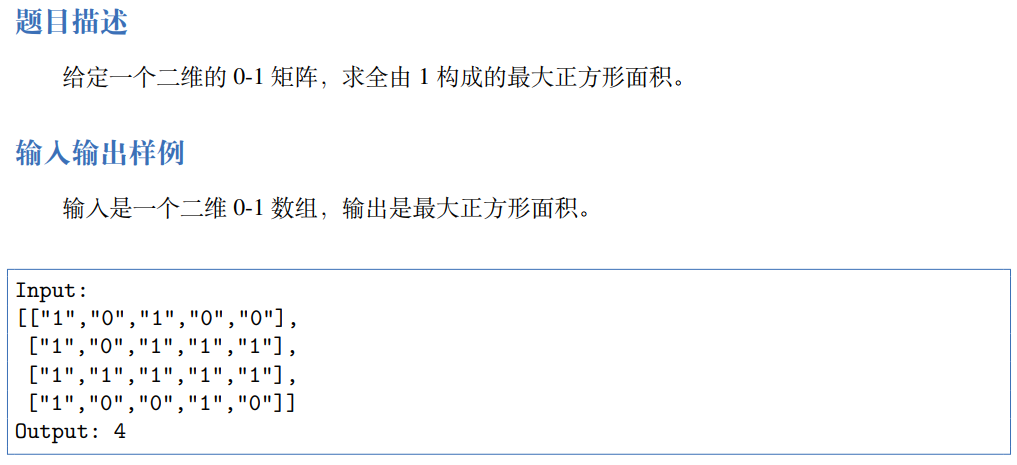 题目描述
给定一个二维的 0-1 矩阵，求全由 1 构成的最大正方形面积。
输入输出样例
输入是一个二维 0-1 数组，输出是最大正方形面积。
Input:
[["1","0","1","0","0"],
["1","0","1","1","1"],
["1","1","1","1","1"],
["1","0","0","1","0"]]
Output: 4